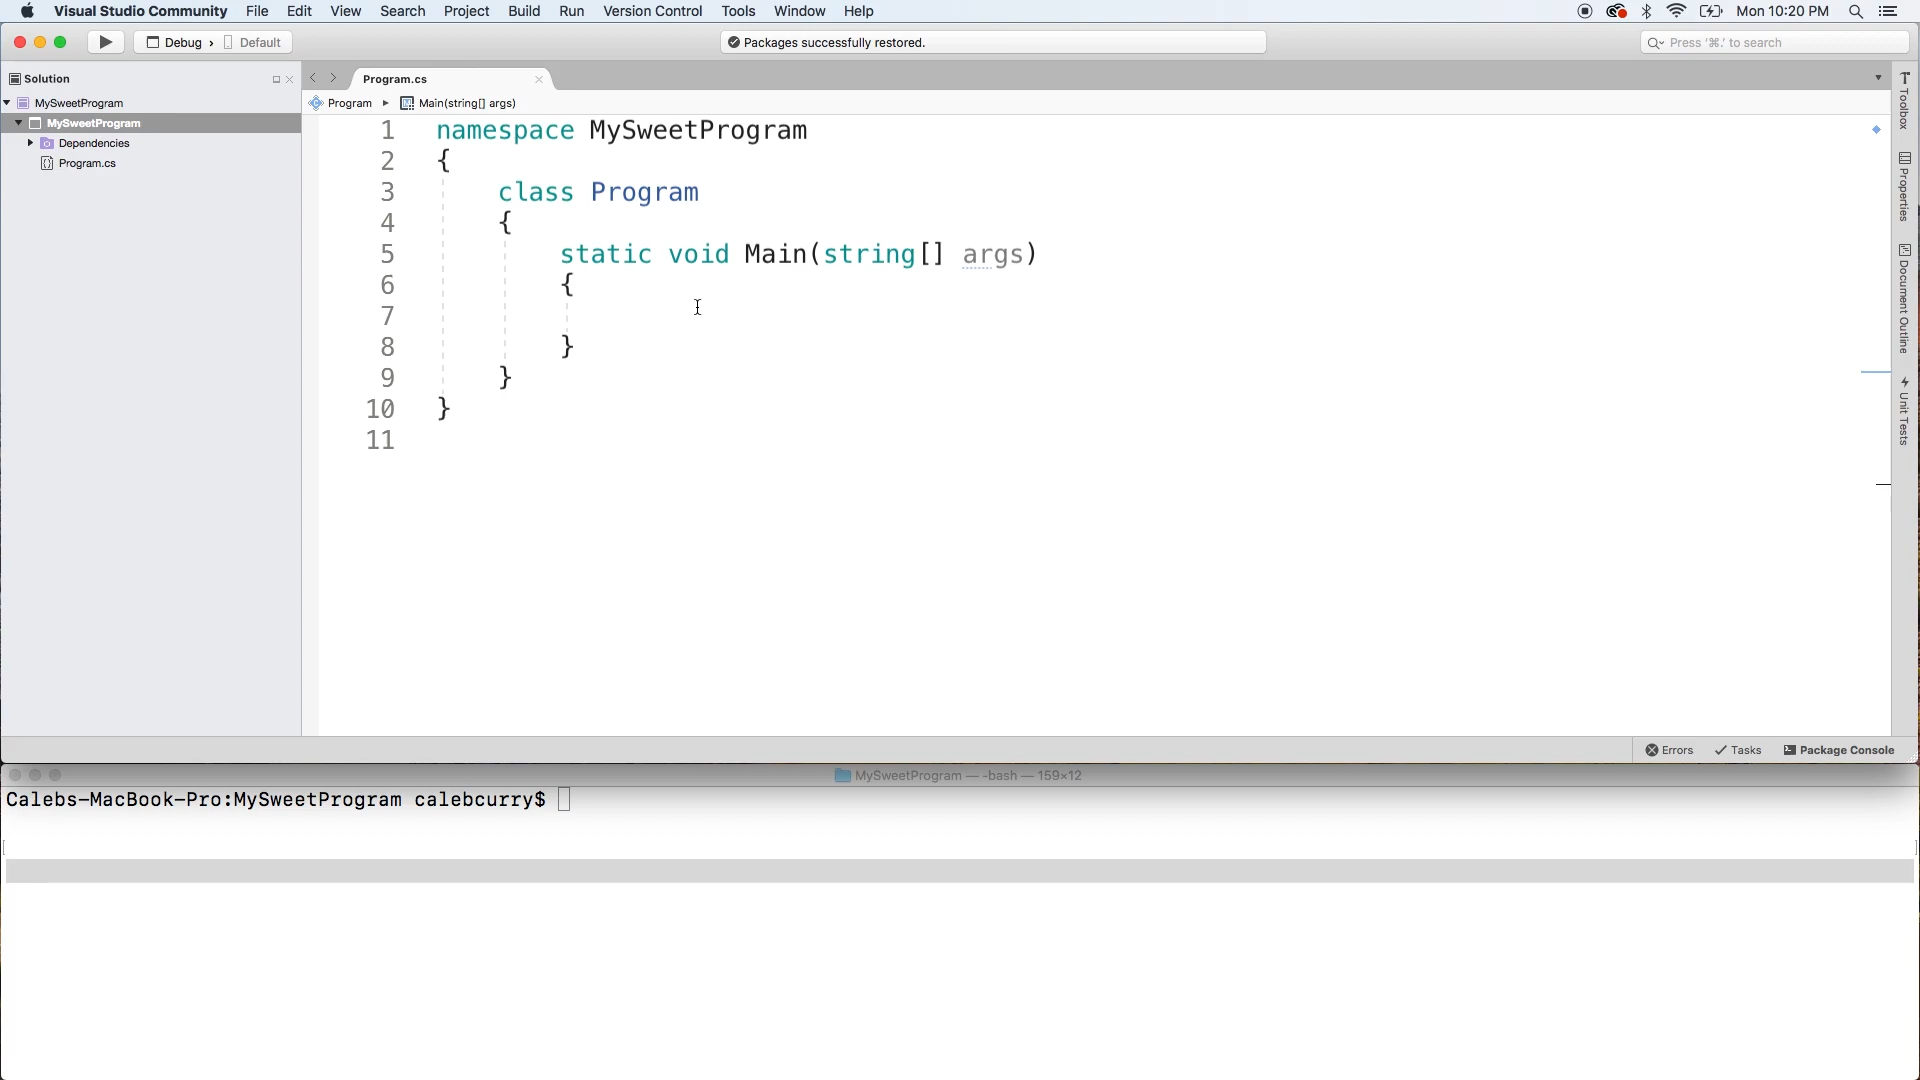 Visual Studio Community File Edit View Search Project Build Run Version Control Tools Window Help Mon 10:20 PM
Debug › Default
Packages successfully restored.
Press '⌘.' to search
Solution
MySweetProgram
MySweetProgram
Dependencies
Program.cs
Program.cs
Program ▸ Main(string[] args)
1 namespace MySweetProgram
2 {
3 class Program
4 {
5 static void Main(string[] args)
6 {
7
8 }
9 }
10 }
11
Toolbox
Properties
Document Outline
Unit Tests
Errors Tasks Package Console
MySweetProgram — -bash — 159×12
Calebs-MacBook-Pro:MySweetProgram calebcurry$